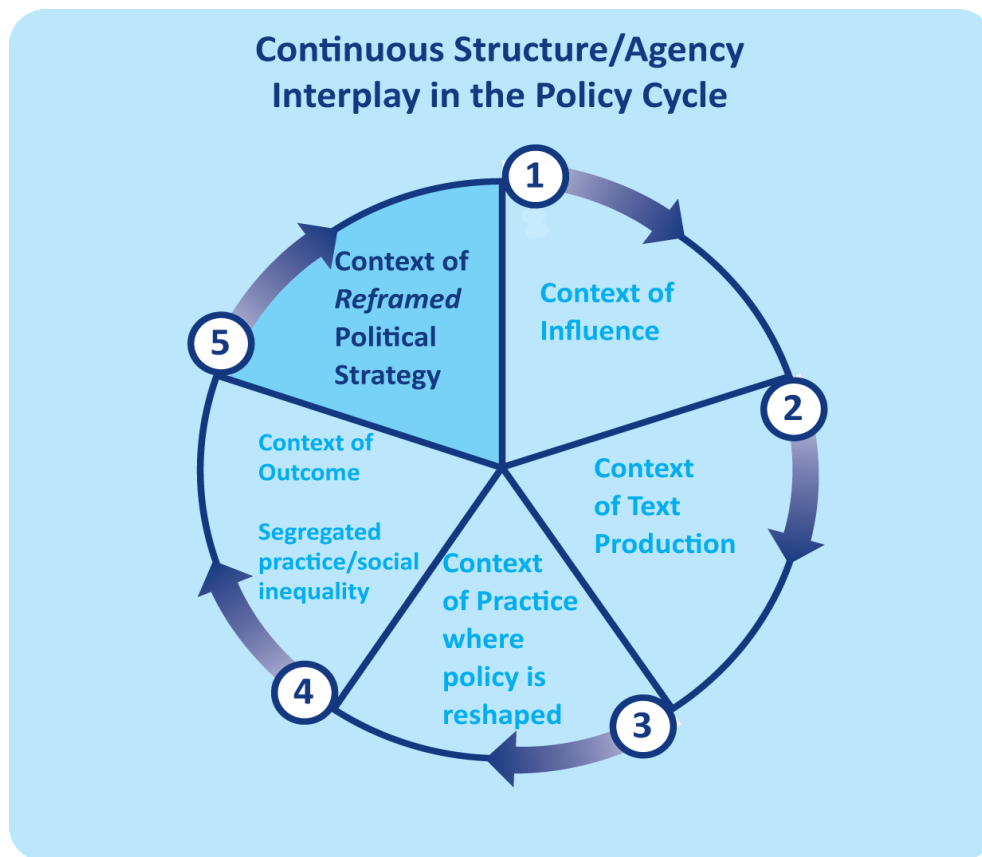 Continuous Structure/Agency
Interplay in the Policy Cycle
1
Context of
Influence
2
Context
of Text
Production
3
Context
of Practice
where
policy is
reshaped
4
Context of
Outcome
Segregated
practice/social
inequality
5
Context of
Reframed
Political
Strategy